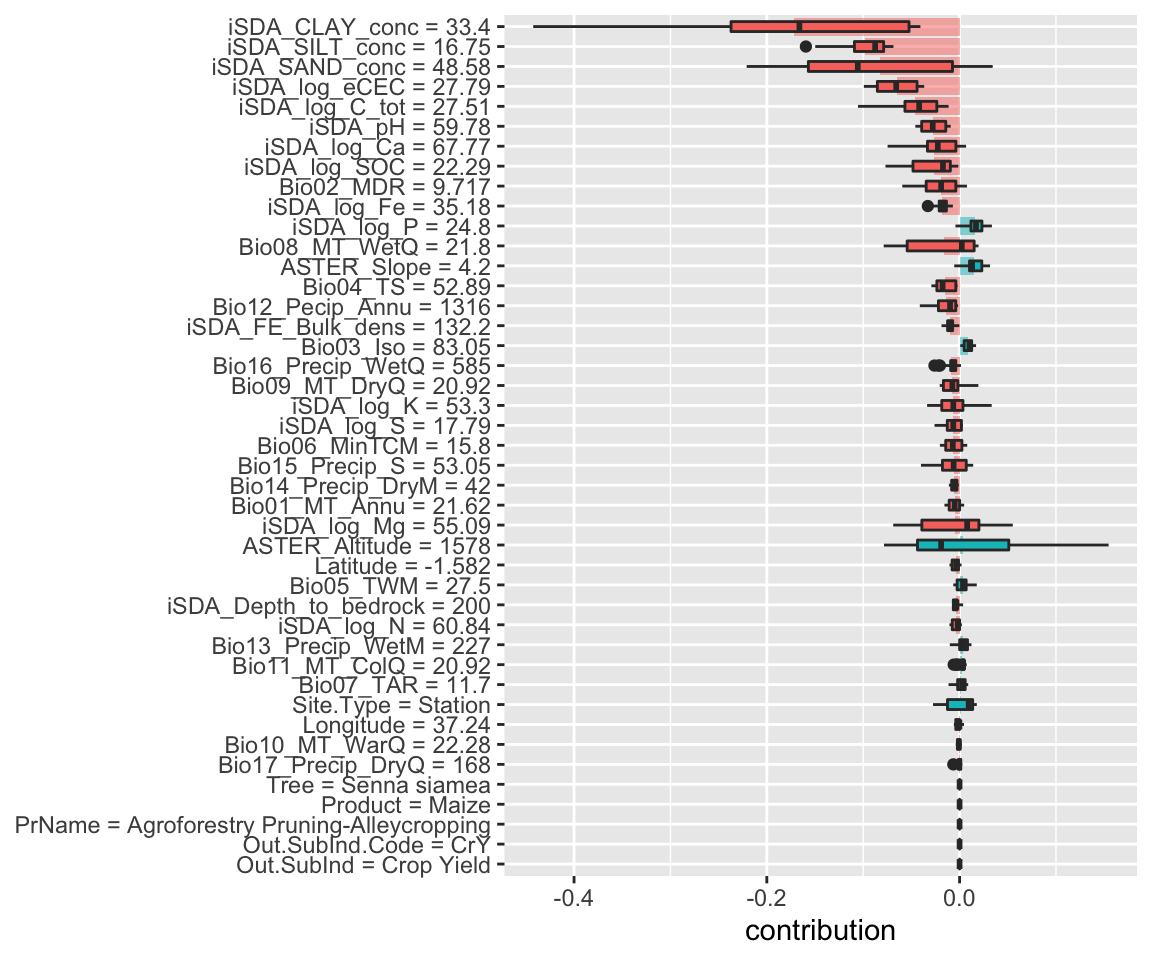 iSDA_CLAY_conc = 33.4
iSDA_SILT_conc = 16.75
iSDA_SAND_conc = 48.58
iSDA_log_eCEC = 27.79
iSDA_log_C_tot = 27.51
iSDA_pH = 59.78
iSDA_log_Ca = 67.77
iSDA_log_SOC = 22.29
Bio02_MDR = 9.717
iSDA_log_Fe = 35.18
iSDA_log_P = 24.8
Bio08_MT_WetQ = 21.8
ASTER_Slope = 4.2
Bio04_TS = 52.89
Bio12_Pecip_Annu = 1316
iSDA_FE_Bulk_dens = 132.2
Bio03_Iso = 83.05
Bio16_Precip_WetQ = 585
Bio09_MT_DryQ = 20.92
iSDA_log_K = 53.3
iSDA_log_S = 17.79
Bio06_MinTCM = 15.8
Bio15_Precip_S = 53.05
Bio14_Precip_DryM = 42
Bio01_MT_Annu = 21.62
iSDA_log_Mg = 55.09
ASTER_Altitude = 1578
Latitude = -1.582
Bio05_TWM = 27.5
iSDA_Depth_to_bedrock = 200
iSDA_log_N = 60.84
Bio13_Precip_WetM = 227
Bio11_MT_ColQ = 20.92
Bio07_TAR = 11.7
Site.Type = Station
Longitude = 37.24
Bio10_MT_WarQ = 22.28
Bio17_Precip_DryQ = 168
Tree = Senna siamea
Product = Maize
PrName = Agroforestry Pruning-Alleycropping
Out.SubInd.Code = CrY
Out.SubInd = Crop Yield
-0.4 -0.2 0.0
contribution